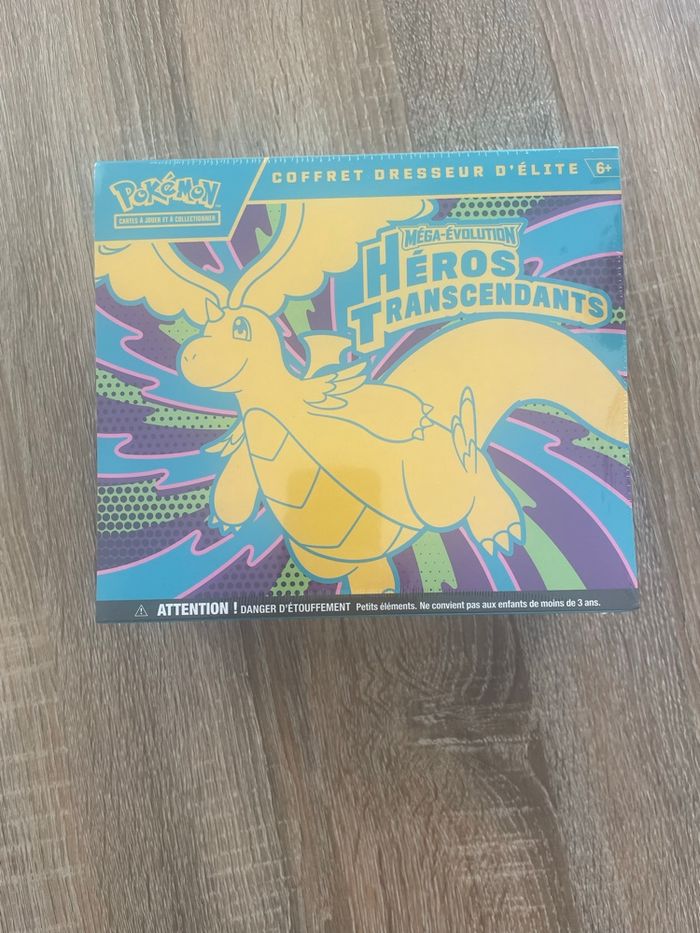 POKÉMON
CARTES À JOUER ET À COLLECTIONNER
COFFRET DRESSEUR D'ÉLITE 6+
MÉGA-ÉVOLUTION
HÉROS
TRANSCENDANTS
ATTENTION ! DANGER D'ÉTOUFFEMENT Petits éléments. Ne convient pas aux enfants de moins de 3 ans.